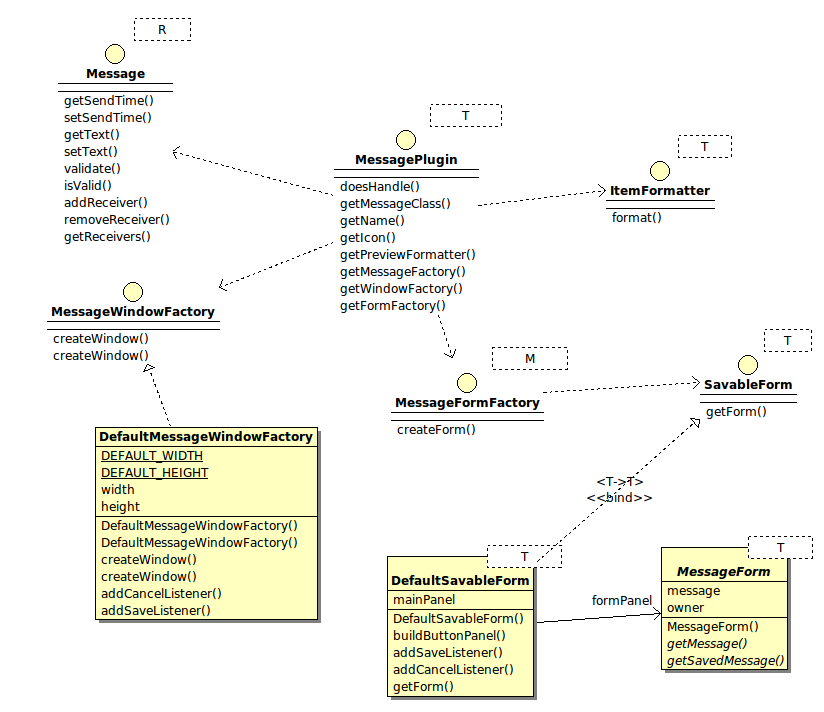 R
Message
getSendTime()
setSendTime()
getText()
setText()
validate()
isValid()
addReceiver()
removeReceiver()
getReceivers()
T
MessagePlugin
doesHandle()
getMessageClass()
getName()
getIcon()
getPreviewFormatter()
getMessageFactory()
getWindowFactory()
getFormFactory()
T
ItemFormatter
format()
MessageWindowFactory
createWindow()
createWindow()
M
MessageFormFactory
createForm()
T
SavableForm
getForm()
DefaultMessageWindowFactory
DEFAULT_WIDTH
DEFAULT_HEIGHT
width
height
DefaultMessageWindowFactory()
DefaultMessageWindowFactory()
createWindow()
createWindow()
addCancelListener()
addSaveListener()
<T->T>
<<bind>>
T
DefaultSavableForm
mainPanel
DefaultSavableForm()
buildButtonPanel()
addSaveListener()
addCancelListener()
getForm()
formPanel
T
MessageForm
message
owner
MessageForm()
getMessage()
getSavedMessage()